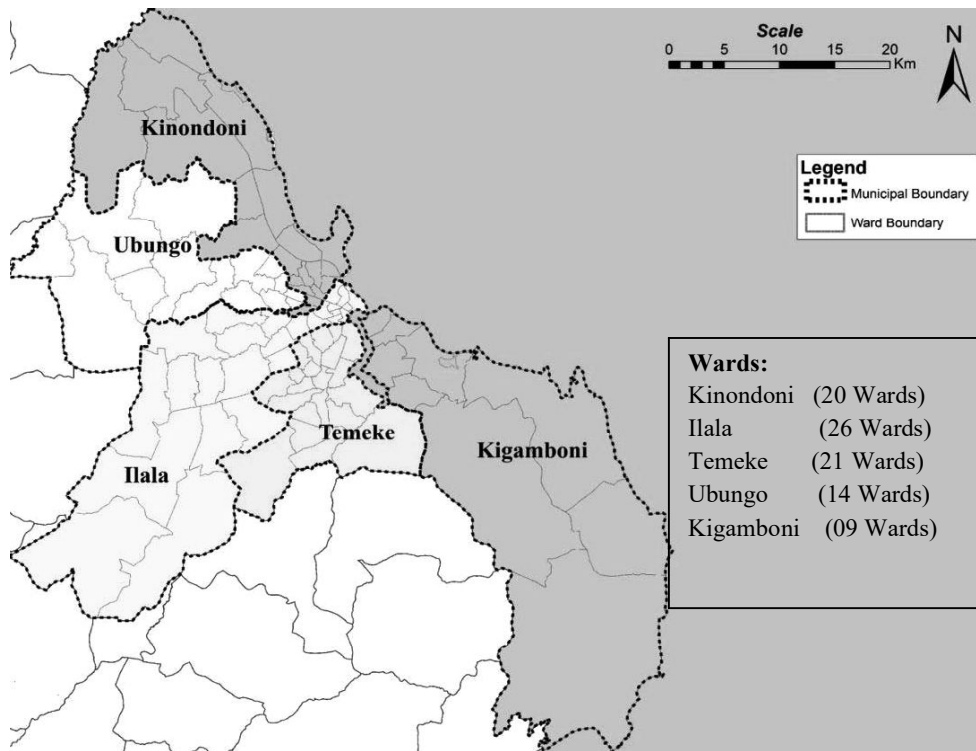 Scale
0 5 10 15 20
Km
N
Kinondoni
Legend
Municipal Boundary
Ward Boundary
Ubungo
Wards:
Kinondoni (20 Wards)
Ilala (26 Wards)
Temeke (21 Wards)
Ubungo (14 Wards)
Kigamboni (09 Wards)
Temeke
Kigamboni
Ilala